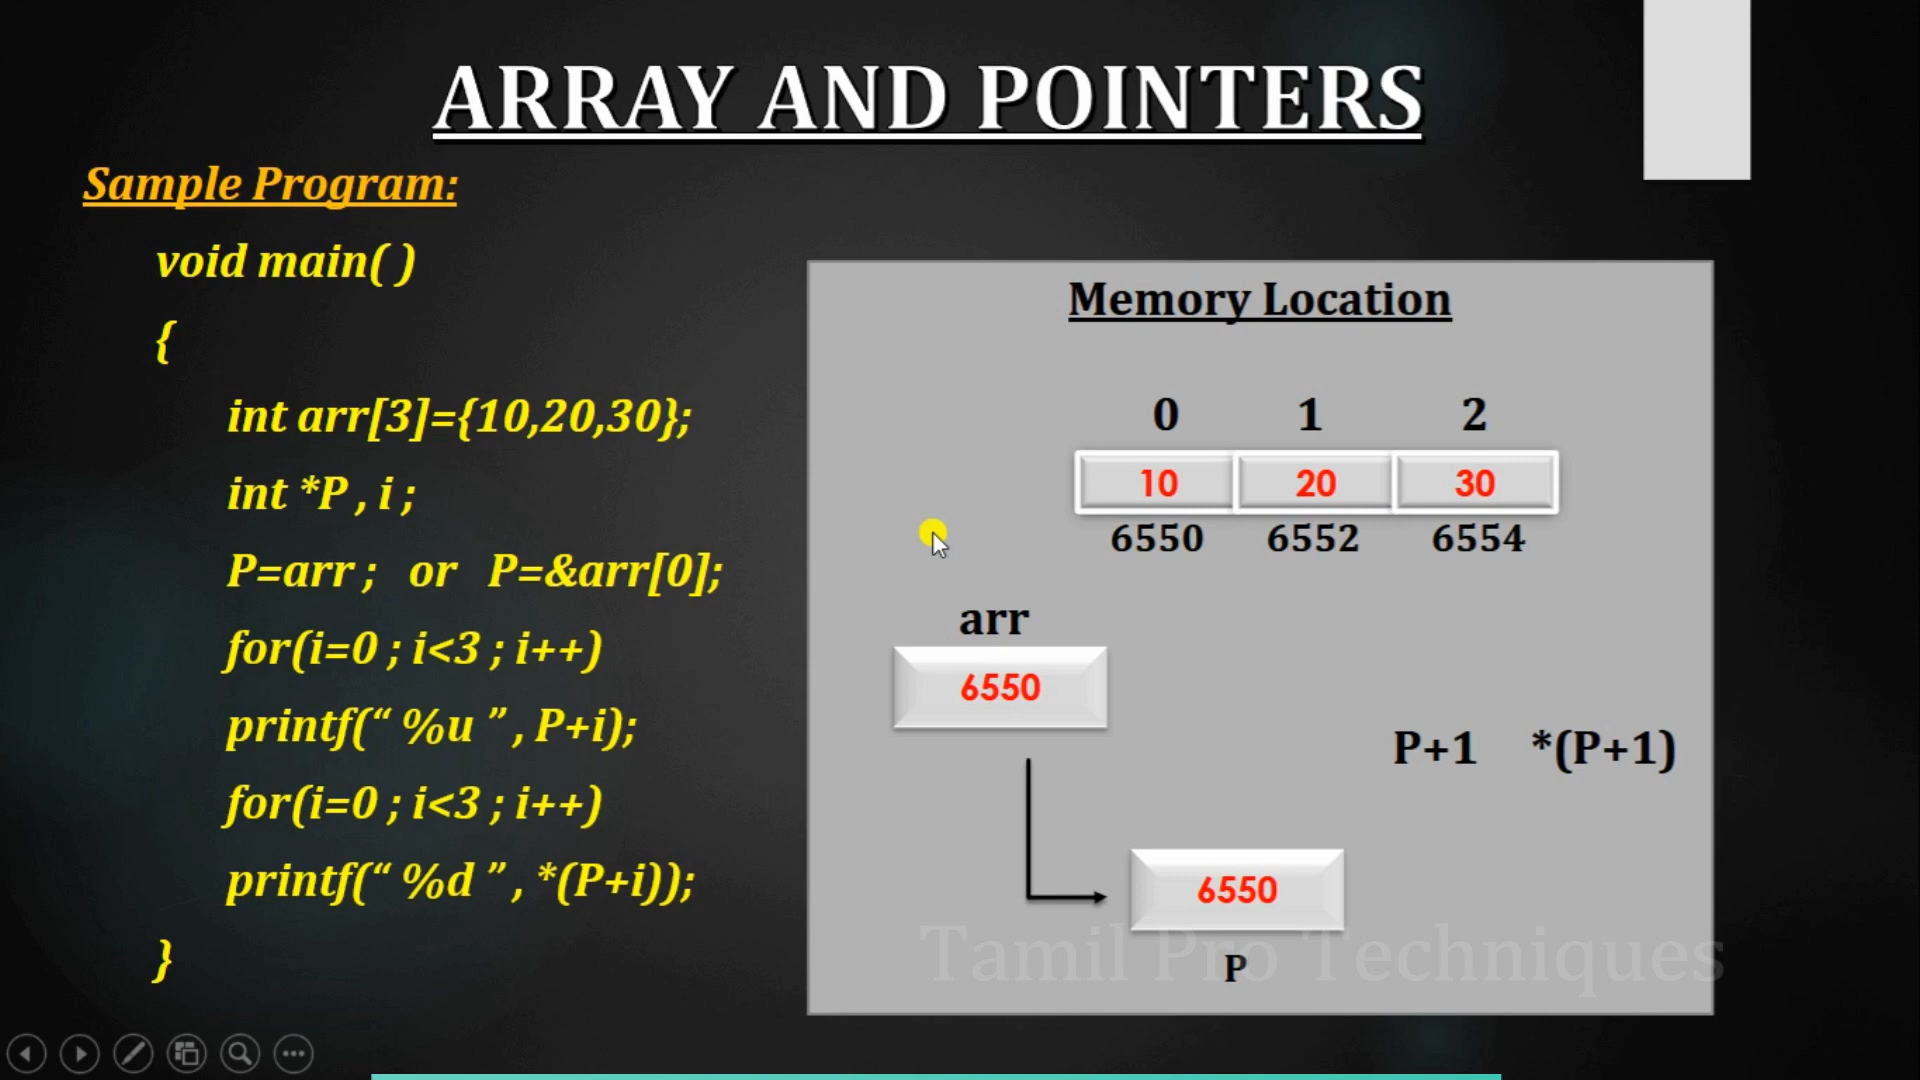 ARRAY AND POINTERS
Sample Program:
void main( )
{
int arr[3]={10,20,30};
int *P , i ;
P=arr ; or P=&arr[0];
for(i=0 ; i<3 ; i++)
printf(“ %u ” , P+i);
for(i=0 ; i<3 ; i++)
printf(“ %d ” , *(P+i));
}
Memory Location
0 1 2
10 20 30
6550 6552 6554
arr
6550
P+1 *(P+1)
6550
P
Tamil Pro Techniques